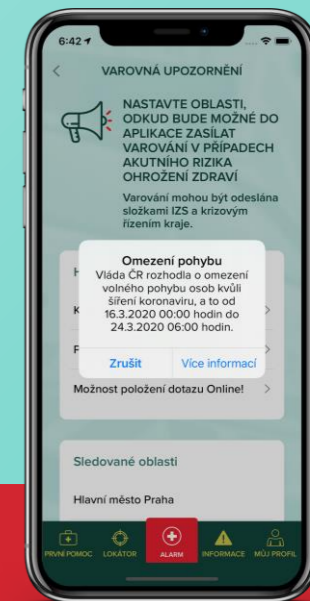 6:42
VAROVNÁ UPOZORNĚNÍ
NASTAVTE OBLASTI,
ODKUD BUDE MOŽNÉ DO
APLIKACE ZASÍLAT
VAROVÁNÍ V PŘÍPADECH
AKUTNÍHO RIZIKA
OHROŽENÍ ZDRAVÍ
Varování mohou být odeslána
složkami IZS a krizovým
řízením kraje.
Omezení pohybu
Vláda ČR rozhodla o omezení
volného pohybu osob kvůli
šíření koronaviru, a to od
16.3.2020 00:00 hodin do
24.3.2020 06:00 hodin.
Zrušit Více informací
Možnost položení dotazu Online!
Sledované oblasti
Hlavní město Praha
PRVNÍ POMOC LOKÁTOR ALARM INFORMACE MŮJ PROFIL